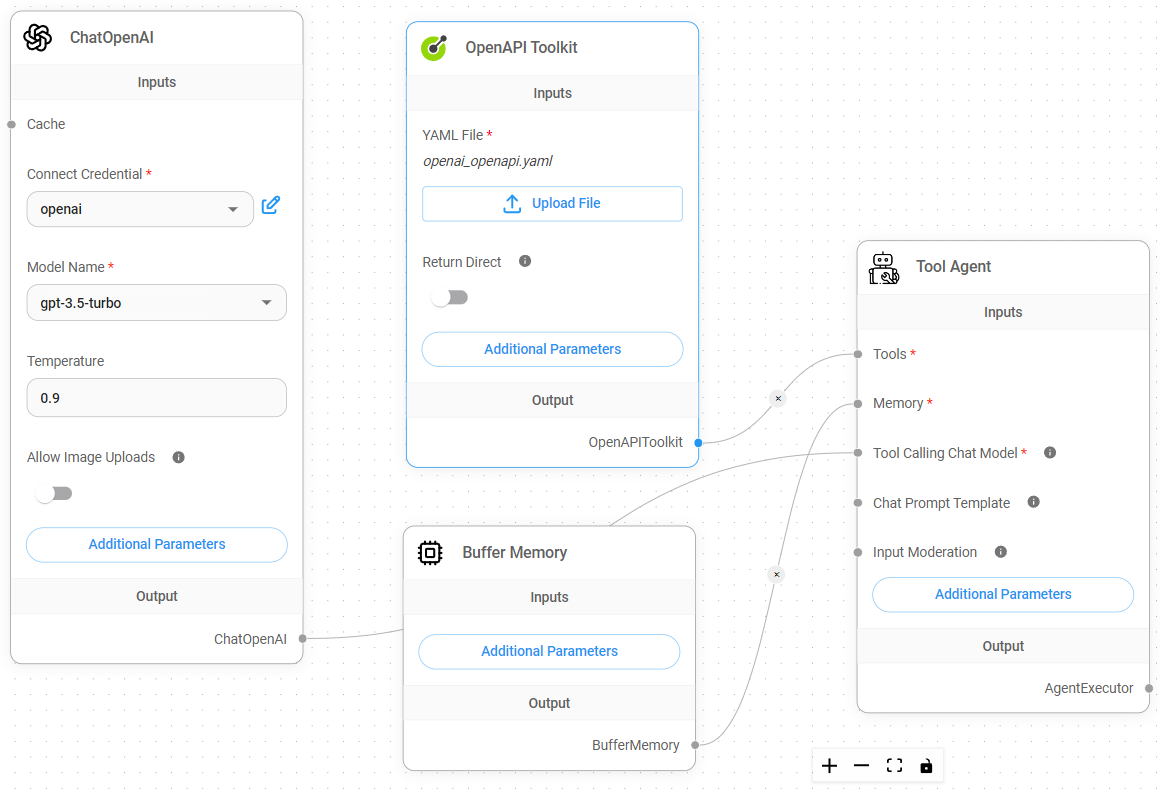 ChatOpenAI
Inputs
Cache
Connect Credential *
openai
Model Name *
gpt-3.5-turbo
Temperature
0.9
Allow Image Uploads
Additional Parameters
Output
ChatOpenAI
OpenAPI Toolkit
Inputs
YAML File *
openai_openapi.yaml
Upload File
Return Direct
Additional Parameters
Output
OpenAPIToolkit
Buffer Memory
Inputs
Additional Parameters
Output
BufferMemory
Tool Agent
Inputs
Tools *
Memory *
Tool Calling Chat Model *
Chat Prompt Template
Input Moderation
Additional Parameters
Output
AgentExecutor